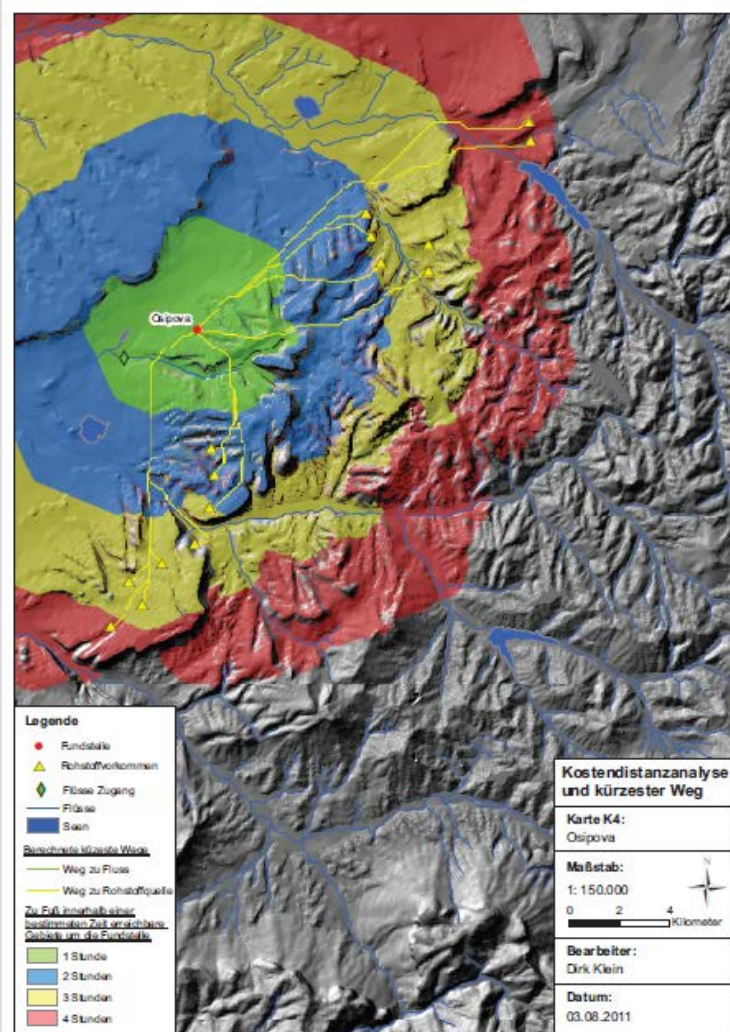 Osipova
Legende
Fundstelle
Rohstoffvorkommen
Flüsse Zugang
Flüsse
Seen
Berechnete kürzeste Wege
Weg zu Fluss
Weg zu Rohstoffquelle
Zu Fuß innerhalb einer
bestimmten Zeit erreichbare
Gebiete um die Fundstelle
1 Stunde
2 Stunden
3 Stunden
4 Stunden
Kostendistanzanalyse
und kürzester Weg
Karte K4:
Osipova
Maßstab:
1: 150.000
N
0 2 4
Kilometer
Bearbeiter:
Dirk Klein
Datum:
03.08.2011